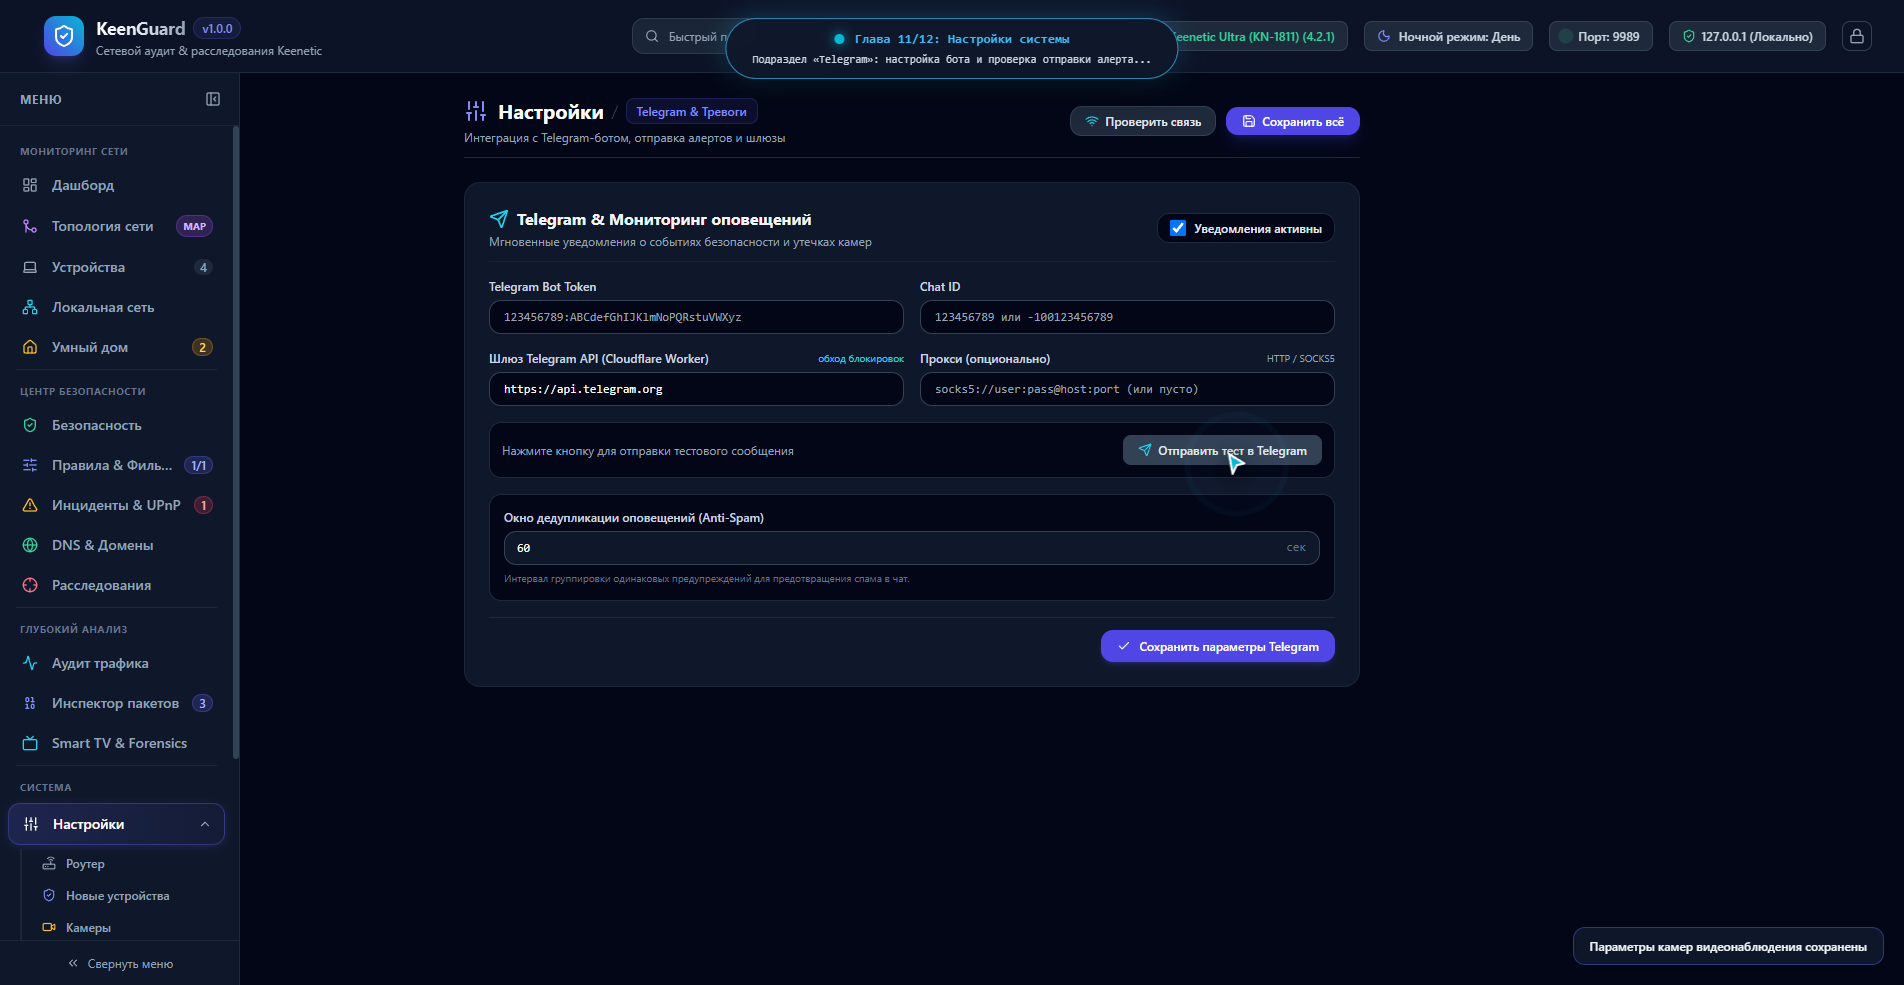 KeenGuard v1.0.0
Сетевой аудит & расследования Keenetic
Быстрый п
Глава 11/12: Настройки системы
Подраздел «Telegram»: настройка бота и проверка отправки алерта...
eenetic Ultra (KN-1811) (4.2.1)
Ночной режим: День
Порт: 9989
127.0.0.1 (Локально)
МЕНЮ
МОНИТОРИНГ СЕТИ
Дашборд
Топология сети MAP
Устройства 4
Локальная сеть
Умный дом 2
ЦЕНТР БЕЗОПАСНОСТИ
Безопасность
Правила & Филь... 1/1
Инциденты & UPnP 1
DNS & Домены
Расследования
ГЛУБОКИЙ АНАЛИЗ
Аудит трафика
Инспектор пакетов 3
Smart TV & Forensics
СИСТЕМА
Настройки
Роутер
Новые устройства
Камеры
Свернуть меню
Настройки / Telegram & Тревоги
Интеграция с Telegram-ботом, отправка алертов и шлюзы
Проверить связь
Сохранить всё
Telegram & Мониторинг оповещений
Мгновенные уведомления о событиях безопасности и утечках камер
Уведомления активны
Telegram Bot Token
123456789:ABCdefGhIJKlmNoPQRstuVWXyz
Chat ID
123456789 или -100123456789
Шлюз Telegram API (Cloudflare Worker) обход блокировок
https://api.telegram.org
Прокси (опционально) HTTP / SOCKS5
socks5://user:pass@host:port (или пусто)
Нажмите кнопку для отправки тестового сообщения
Отправить тест в Telegram
Окно дедупликации оповещений (Anti-Spam)
60 сек
Интервал группировки одинаковых предупреждений для предотвращения спама в чат.
Сохранить параметры Telegram
Параметры камер видеонаблюдения сохранены